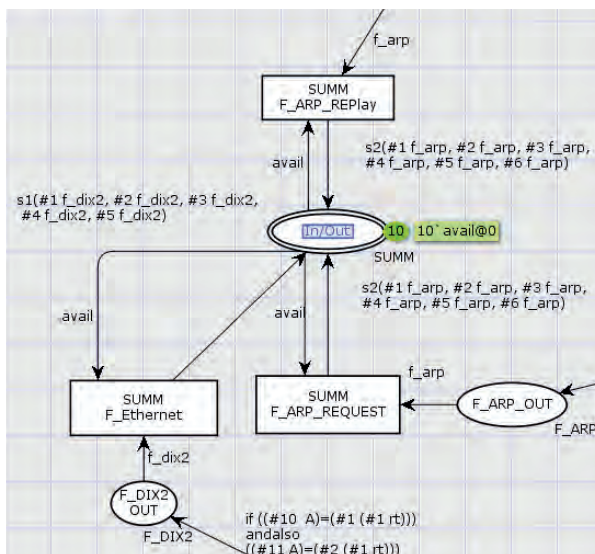 f_arp
SUMM
F_ARP_REPlay
avail
s2(#1 f_arp, #2 f_arp, #3 f_arp,
#4 f_arp, #5 f_arp, #6 f_arp)
s1(#1 f_dix2, #2 f_dix2, #3 f_dix2,
#4 f_dix2, #5 f_dix2)
In/Out
10
10`avail@0
SUMM
avail
avail
s2(#1 f_arp, #2 f_arp, #3 f_arp,
#4 f_arp, #5 f_arp, #6 f_arp)
SUMM
F_Ethernet
SUMM
F_ARP_REQUEST
f_arp
F_ARP_OUT
F_ARP
f_dix2
F_DIX2
OUT
F_DIX2
if ((#10 A)=(#1 (#1 rt)))
andalso
((#11 A)=(#2 (#1 rt)))